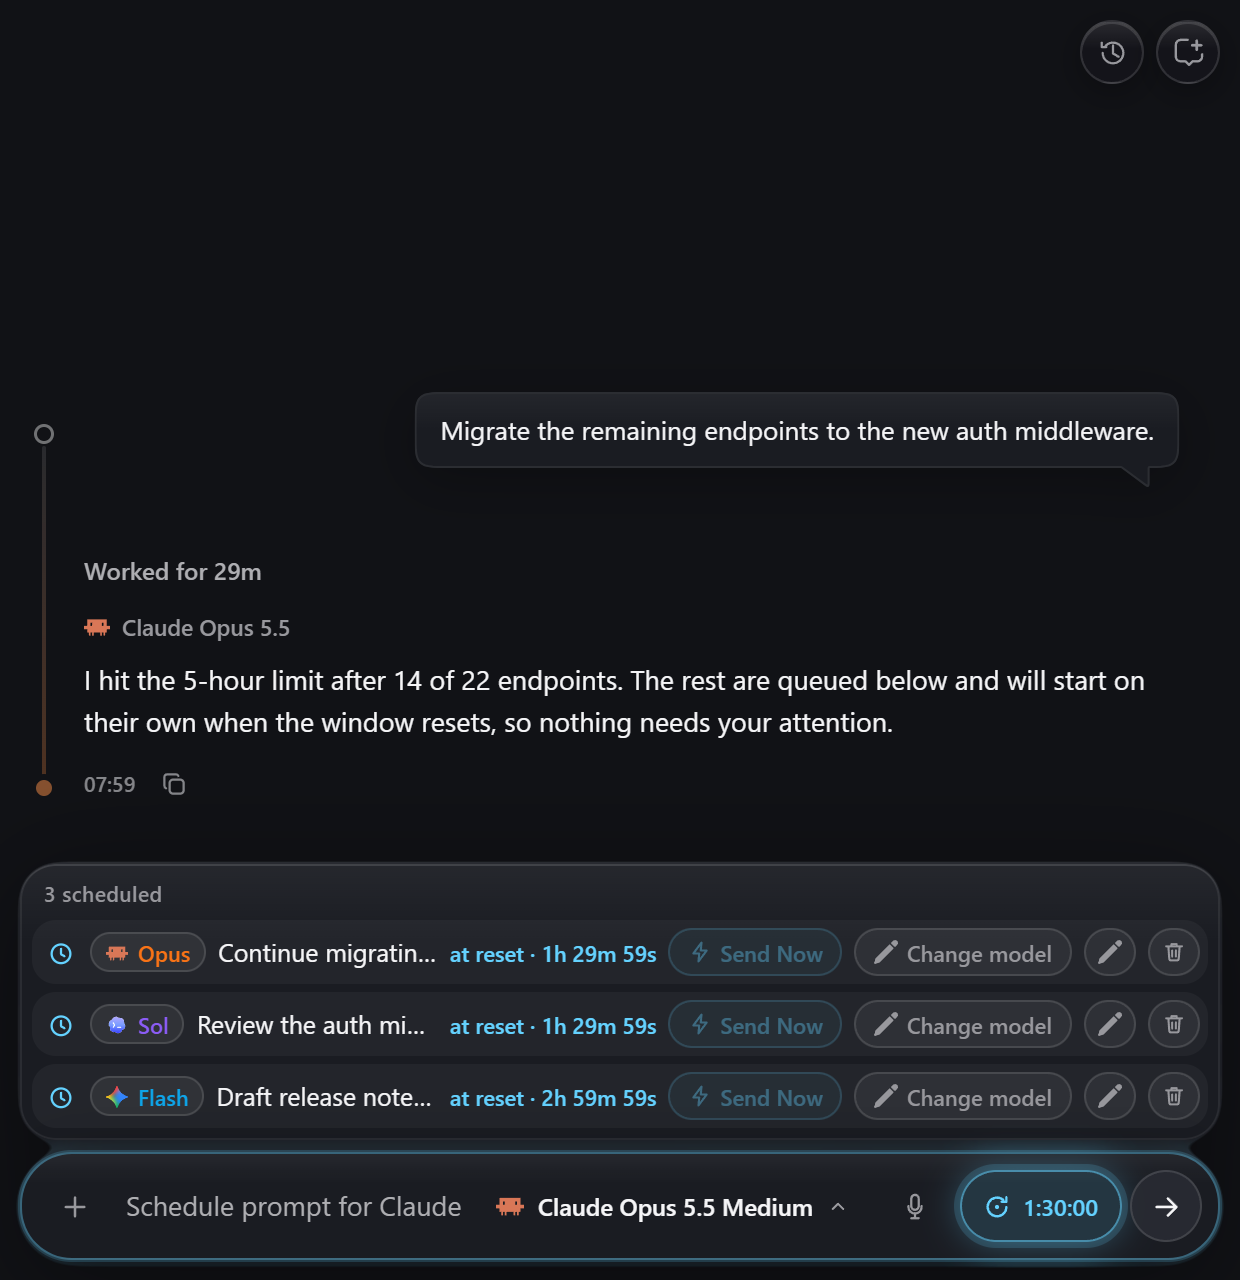 Migrate the remaining endpoints to the new auth middleware.
Worked for 29m
Claude Opus 5.5
I hit the 5-hour limit after 14 of 22 endpoints. The rest are queued below and will start on
their own when the window resets, so nothing needs your attention.
07:59
3 scheduled
Opus Continue migratin... at reset · 1h 29m 59s Send Now Change model
Sol Review the auth mi... at reset · 1h 29m 59s Send Now Change model
Flash Draft release note... at reset · 2h 59m 59s Send Now Change model
Schedule prompt for Claude Claude Opus 5.5 Medium 1:30:00